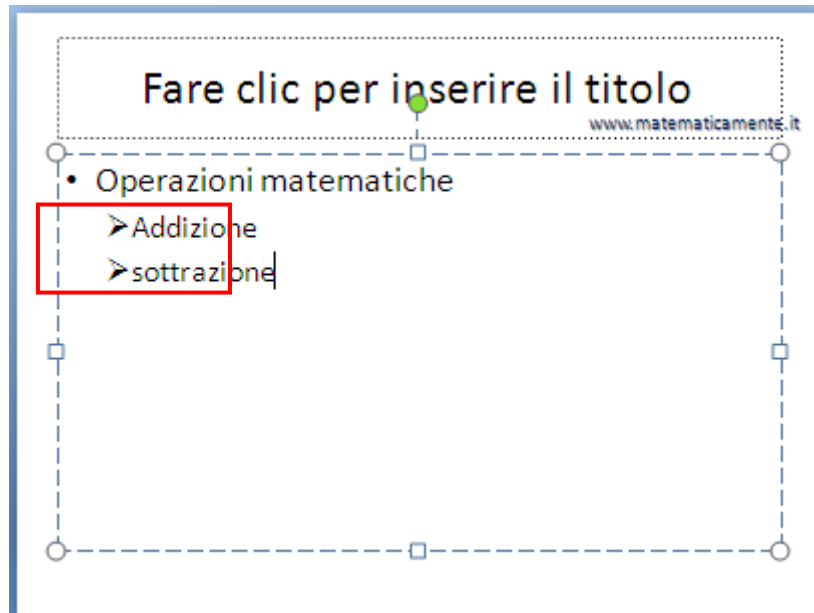 Fare clic per inserire il titolo
www.matematicamente.it
• Operazioni matematiche
➢Addizione
➢sottrazione